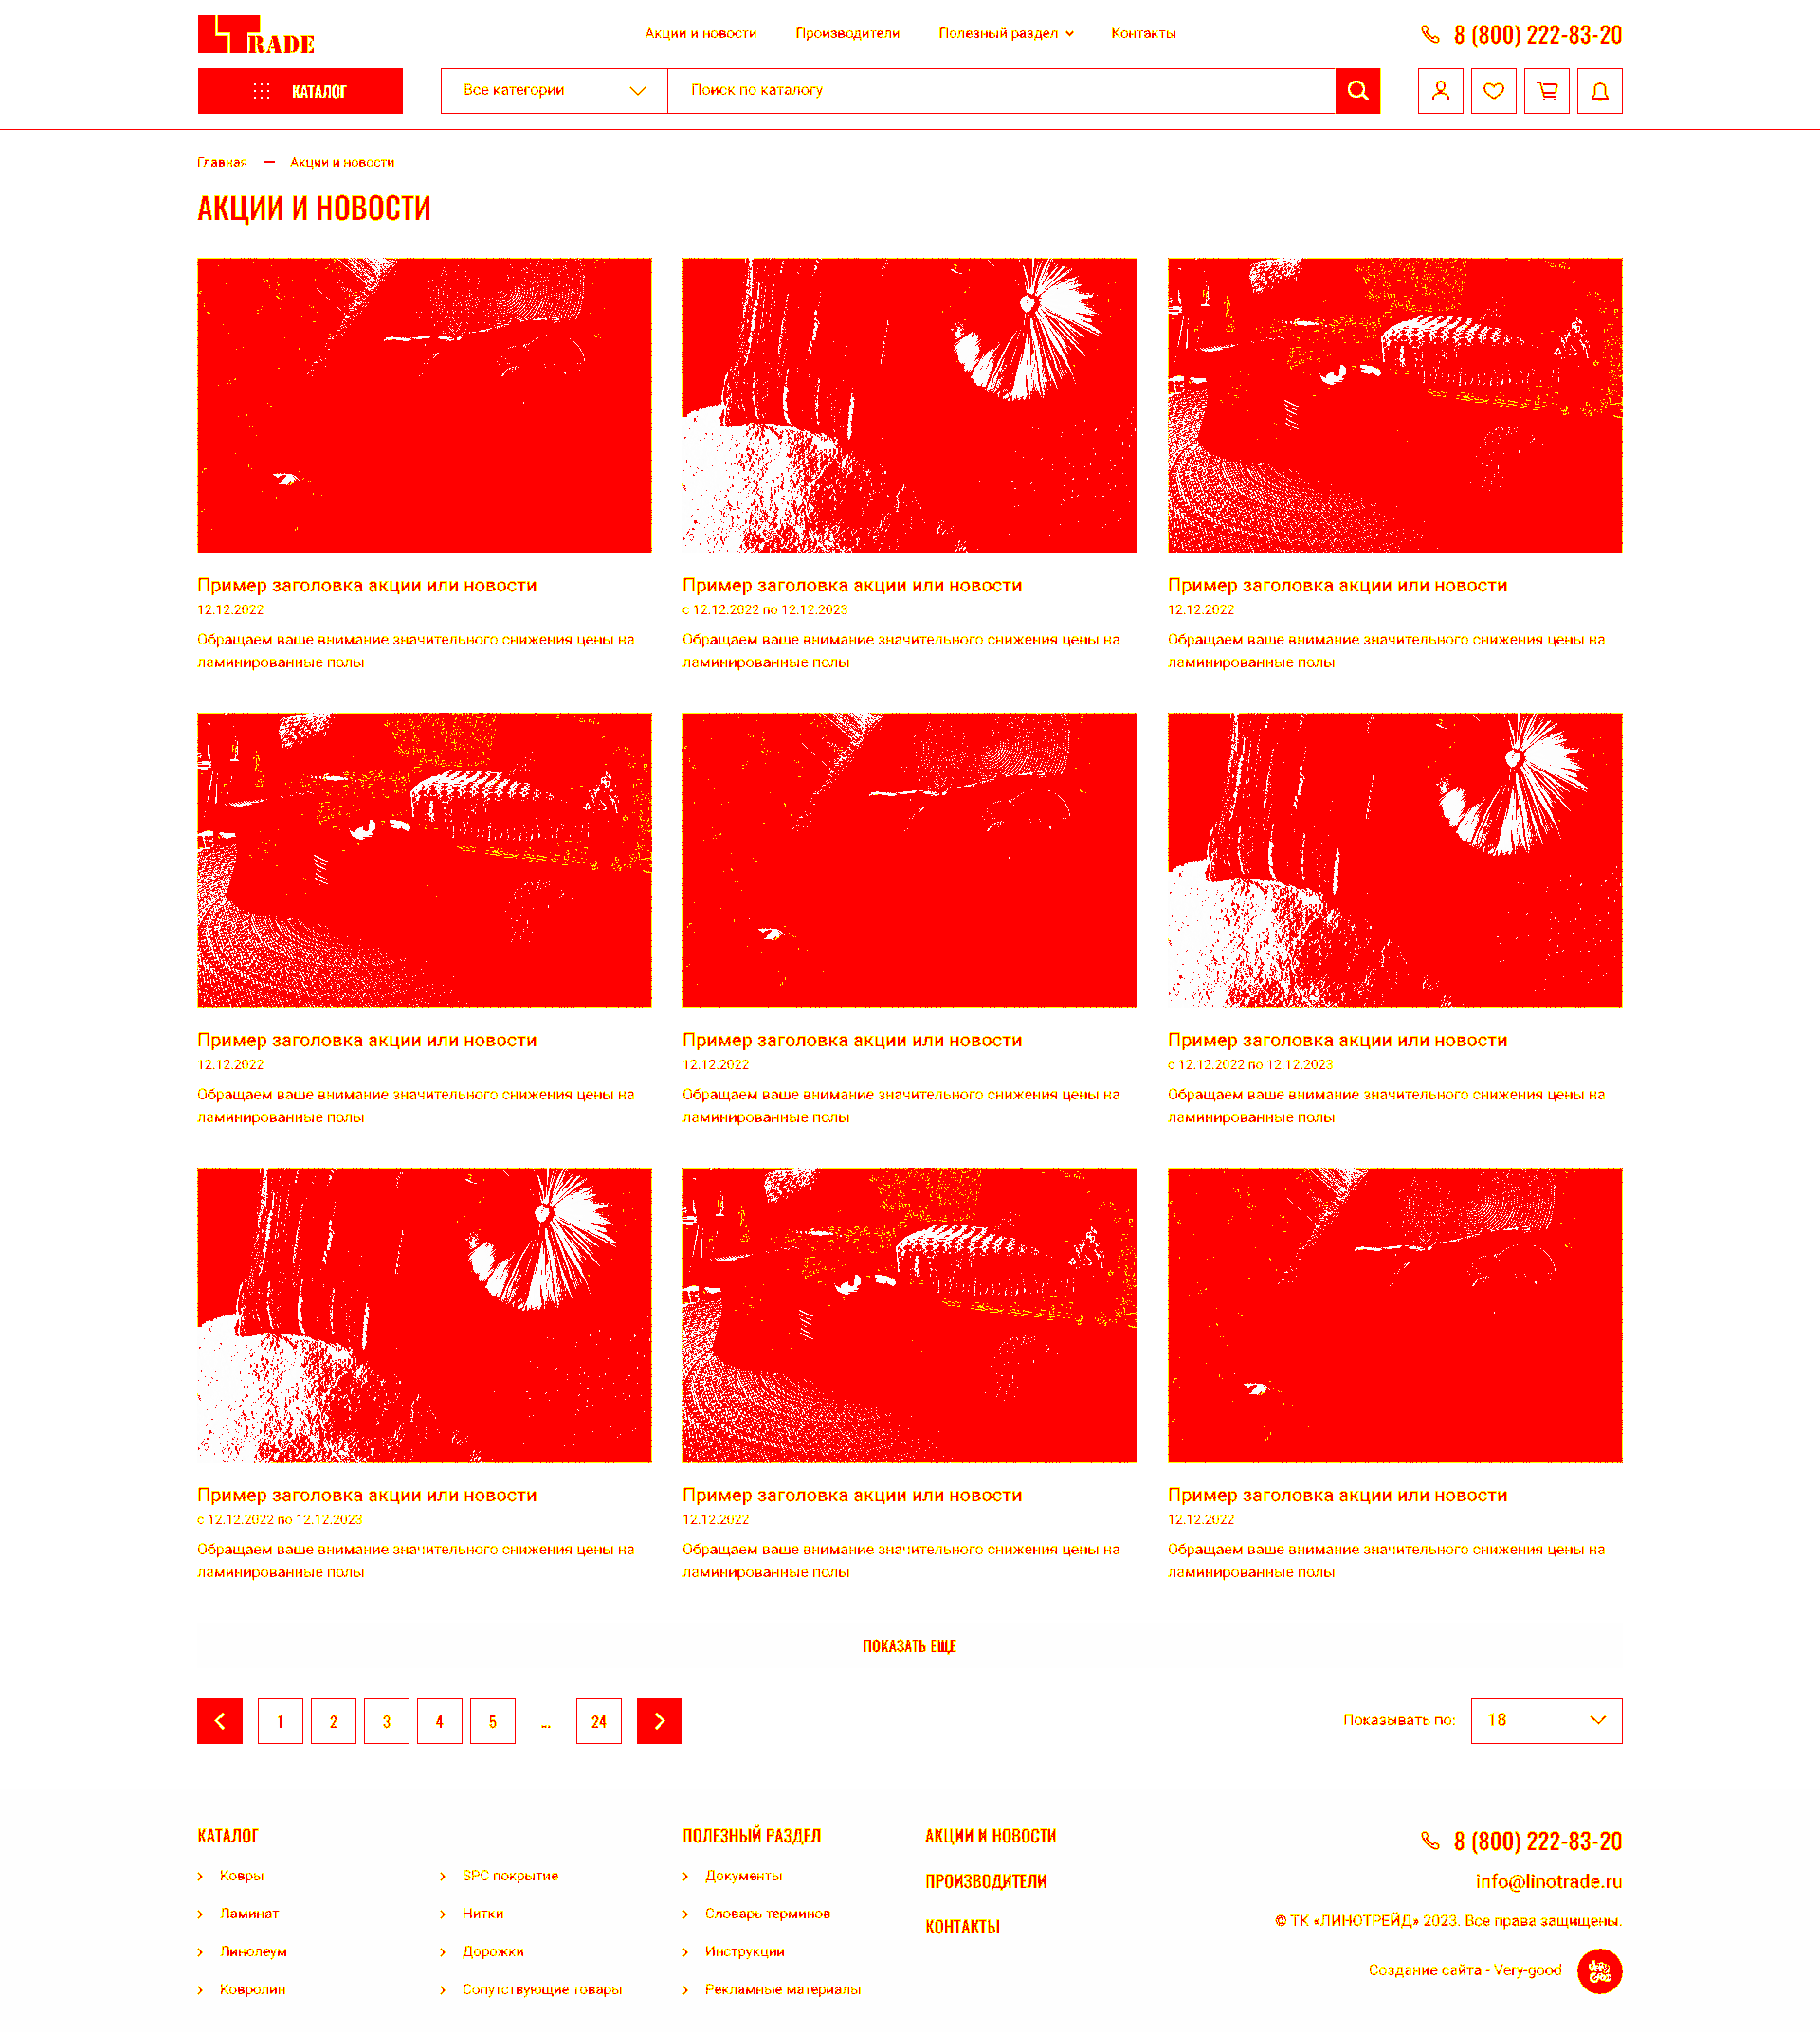 LTRADE
Акции и новости
Производители
Полезный раздел
Контакты
8 (800) 222-83-20
КАТАЛОГ
Все категории
Поиск по каталогу
Главная — Акции и новости
АКЦИИ И НОВОСТИ
Пример заголовка акции или новости
12.12.2022
Обращаем ваше внимание значительного снижения цены на
ламинированные полы
Пример заголовка акции или новости
с 12.12.2022 по 12.12.2023
Обращаем ваше внимание значительного снижения цены на
ламинированные полы
Пример заголовка акции или новости
12.12.2022
Обращаем ваше внимание значительного снижения цены на
ламинированные полы
Пример заголовка акции или новости
12.12.2022
Обращаем ваше внимание значительного снижения цены на
ламинированные полы
Пример заголовка акции или новости
12.12.2022
Обращаем ваше внимание значительного снижения цены на
ламинированные полы
Пример заголовка акции или новости
с 12.12.2022 по 12.12.2023
Обращаем ваше внимание значительного снижения цены на
ламинированные полы
Пример заголовка акции или новости
с 12.12.2022 по 12.12.2023
Обращаем ваше внимание значительного снижения цены на
ламинированные полы
Пример заголовка акции или новости
12.12.2022
Обращаем ваше внимание значительного снижения цены на
ламинированные полы
Пример заголовка акции или новости
12.12.2022
Обращаем ваше внимание значительного снижения цены на
ламинированные полы
ПОКАЗАТЬ ЕЩЕ
1 2 3 4 5 ... 24
Показывать по: 18
КАТАЛОГ
Ковры
Ламинат
Линолеум
Ковролин
SPC покрытие
Нитки
Дорожки
Сопутствующие товары
ПОЛЕЗНЫЙ РАЗДЕЛ
Документы
Словарь терминов
Инструкции
Рекламные материалы
АКЦИИ И НОВОСТИ
ПРОИЗВОДИТЕЛИ
КОНТАКТЫ
8 (800) 222-83-20
info@linotrade.ru
© ТК «ЛИНОТРЕЙД» 2023. Все права защищены.
Создание сайта - Very-good